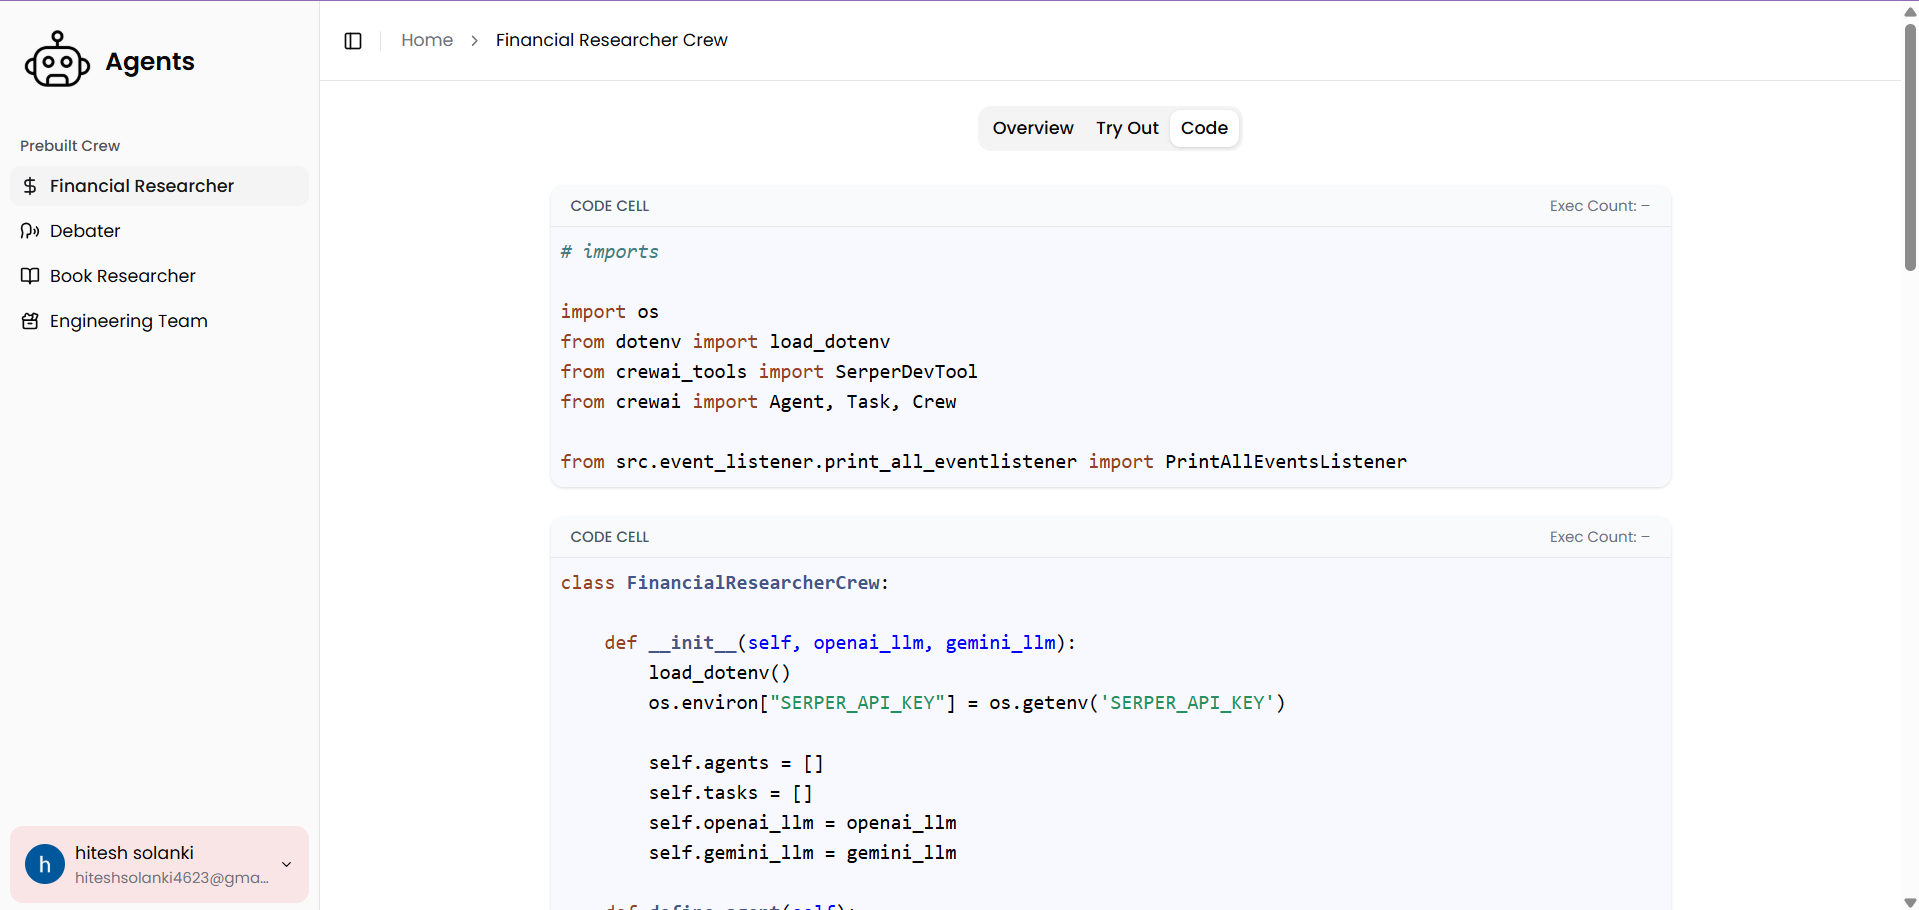 Agents
Prebuilt Crew
Financial Researcher
Debater
Book Researcher
Engineering Team
hitesh solanki
hiteshsolanki4623@gma...
h
Home > Financial Researcher Crew
Overview Try Out Code
CODE CELL Exec Count: –
# imports
import os
from dotenv import load_dotenv
from crewai_tools import SerperDevTool
from crewai import Agent, Task, Crew
from src.event_listener.print_all_eventlistener import PrintAllEventsListener
CODE CELL Exec Count: –
class FinancialResearcherCrew:
def __init__(self, openai_llm, gemini_llm):
load_dotenv()
os.environ["SERPER_API_KEY"] = os.getenv('SERPER_API_KEY')
self.agents = []
self.tasks = []
self.openai_llm = openai_llm
self.gemini_llm = gemini_llm
def define_agent(self):